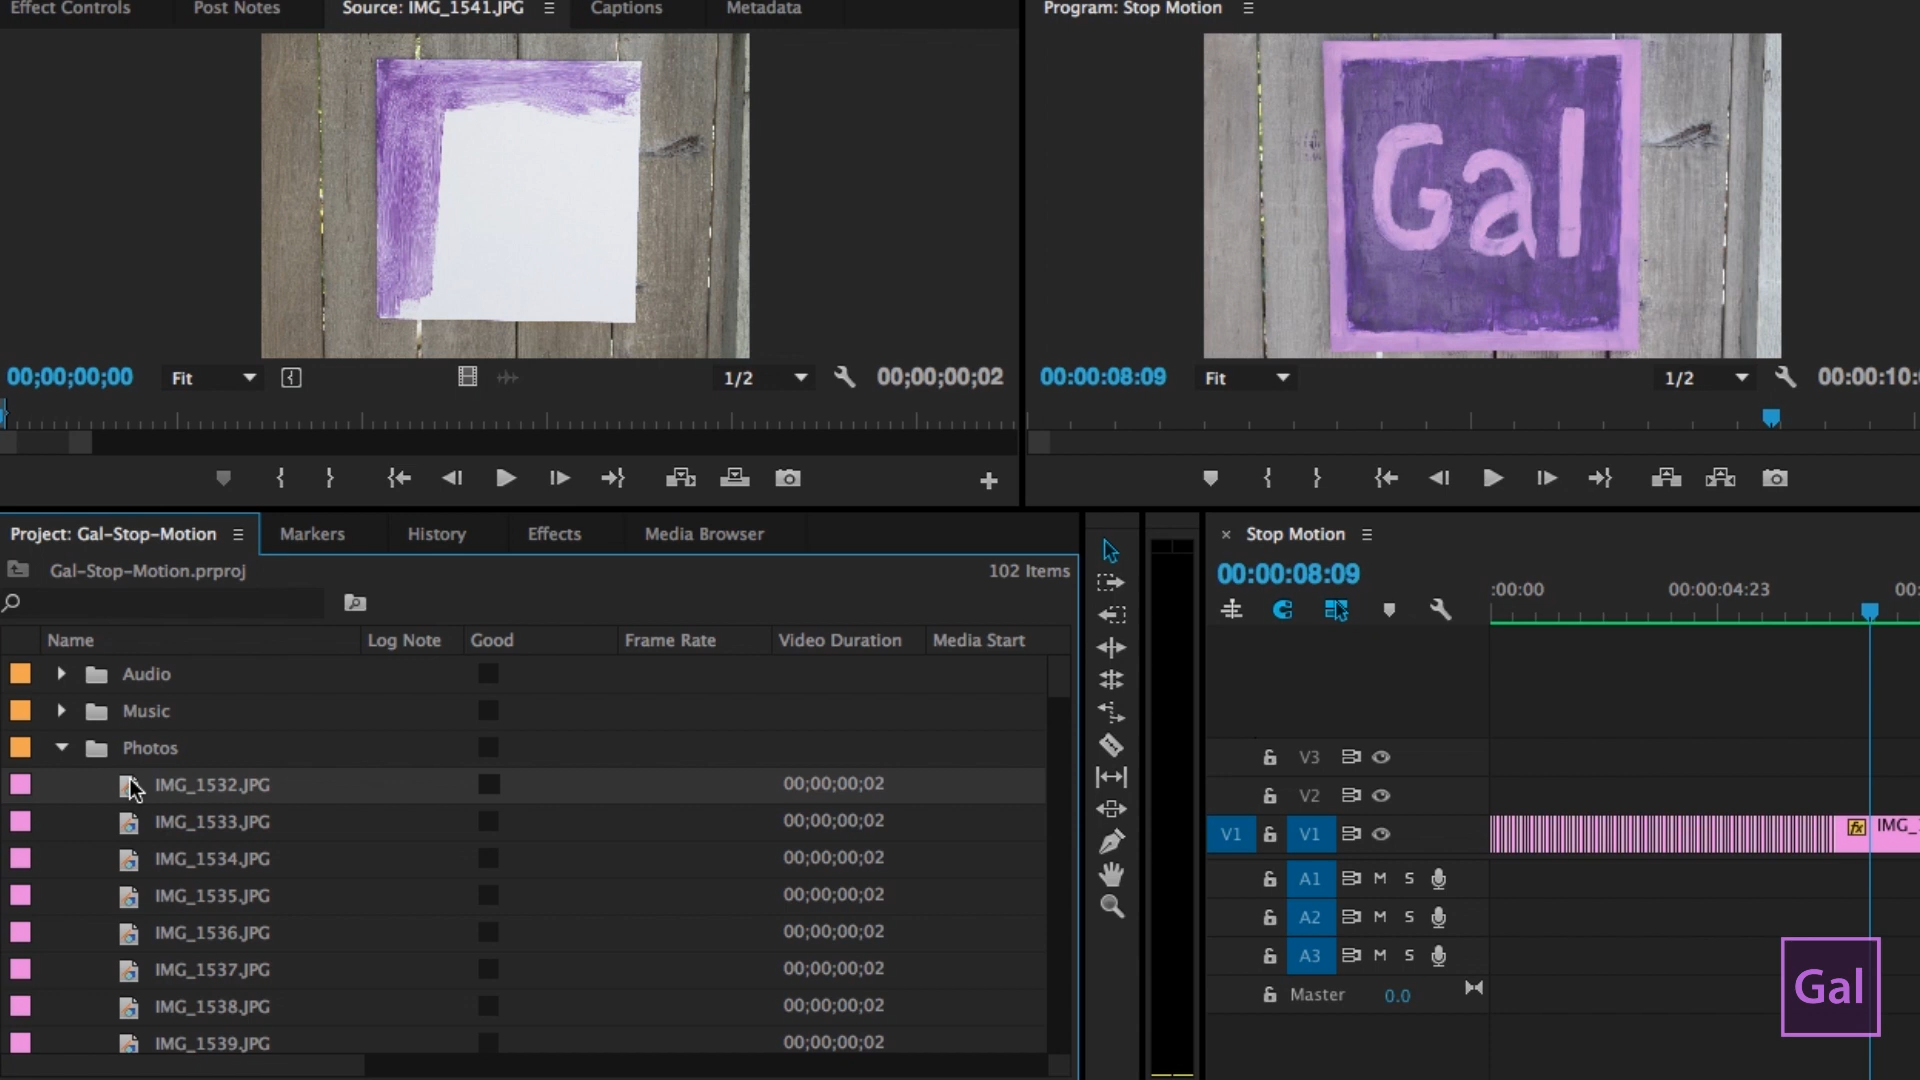 Effect Controls
Post Notes
Source: IMG_1541.JPG
Captions
Metadata
Program: Stop Motion
Gal
00;00;00;00
Fit
1/2
00;00;00;02
00:00:08:09
Fit
1/2
00:00:10:
Project: Gal-Stop-Motion
Markers
History
Effects
Media Browser
Gal-Stop-Motion.prproj
102 Items
Name
Log Note
Good
Frame Rate
Video Duration
Media Start
Audio
Music
Photos
IMG_1532.JPG 00;00;00;02
IMG_1533.JPG 00;00;00;02
IMG_1534.JPG 00;00;00;02
IMG_1535.JPG 00;00;00;02
IMG_1536.JPG 00;00;00;02
IMG_1537.JPG 00;00;00;02
IMG_1538.JPG 00;00;00;02
IMG_1539.JPG 00;00;00;02
Stop Motion
00:00:08:09
:00:00
00:00:04:23
00:
V3
V2
V1 V1
fx IMG_
A1 M S
A2 M S
A3 M S
Master 0.0
Gal